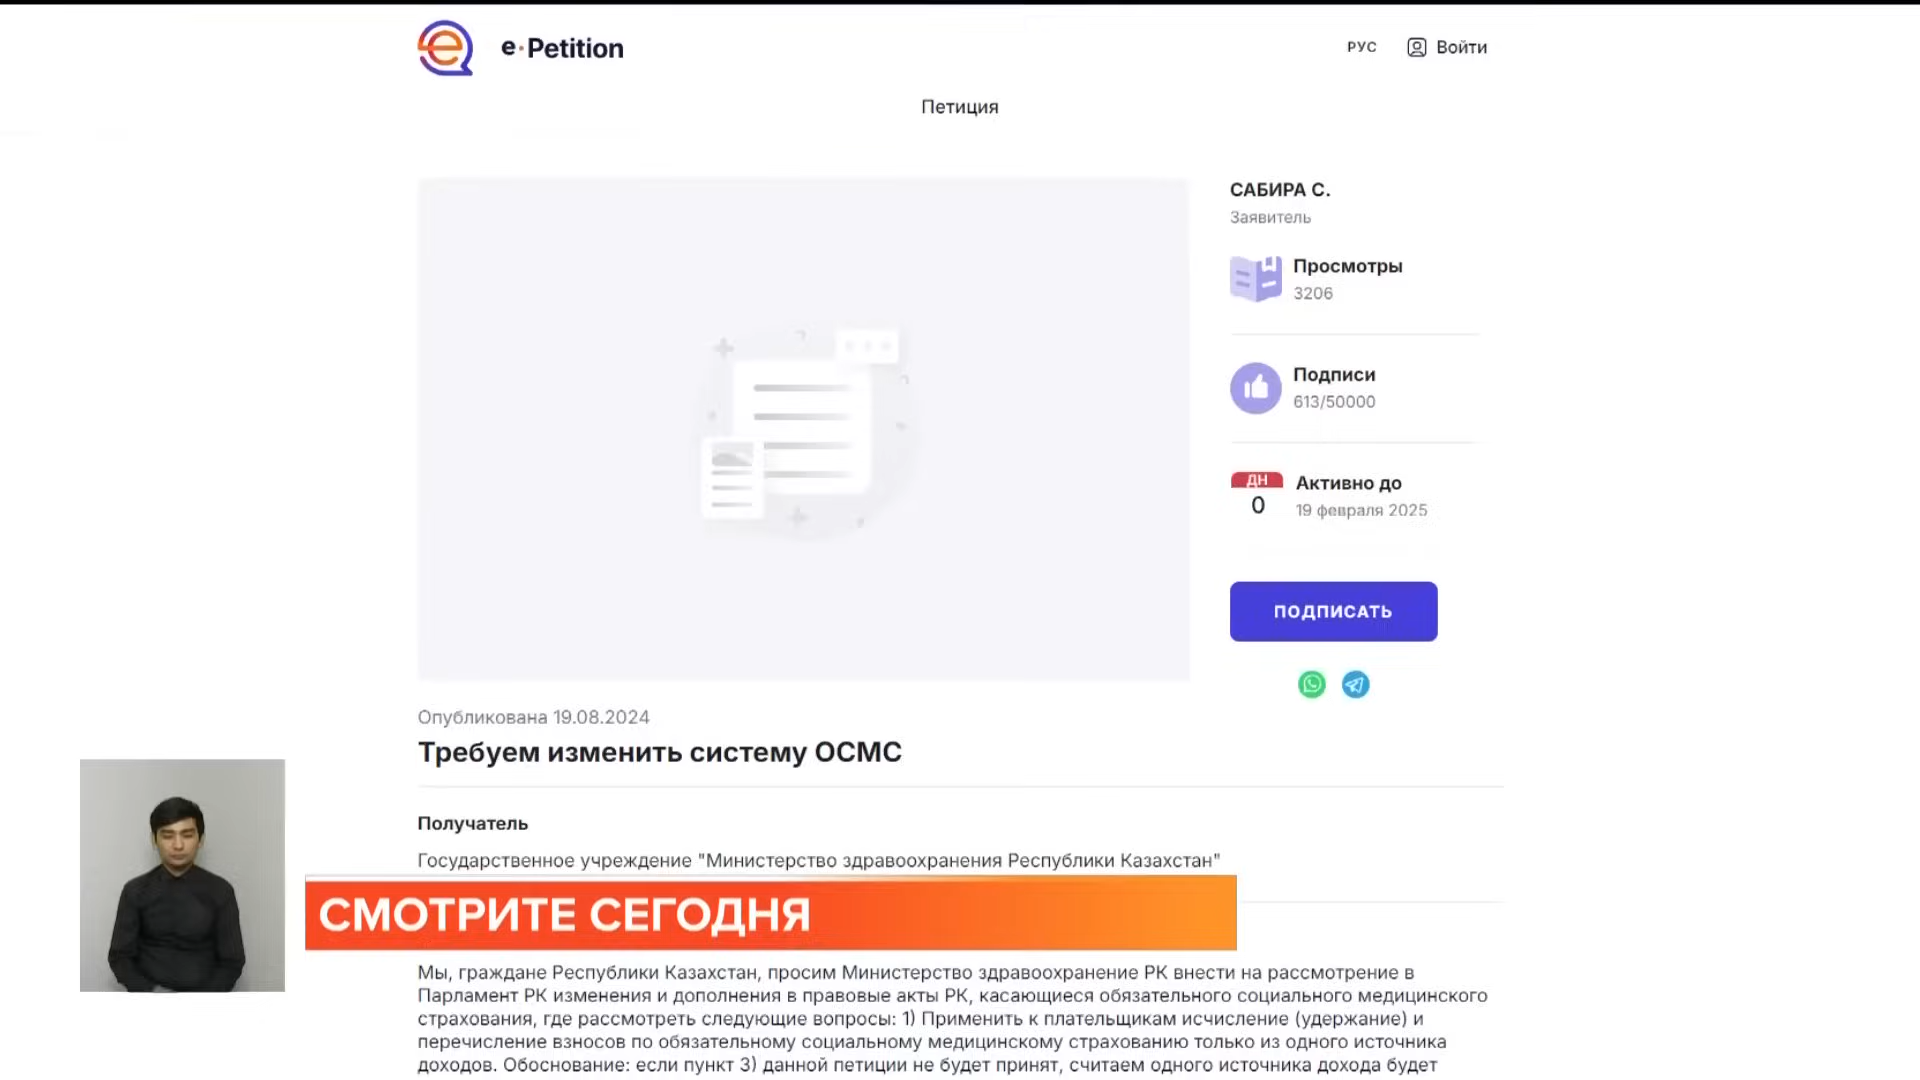 e·Petition
РУС
Войти
Петиция
САБИРА С.
Заявитель
Просмотры
3206
Подписи
613/50000
ДН
0
Активно до
19 февраля 2025
ПОДПИСАТЬ
Опубликована 19.08.2024
Требуем изменить систему ОСМС
Получатель
Государственное учреждение "Министерство здравоохранения Республики Казахстан"
СМОТРИТЕ СЕГОДНЯ
Мы, граждане Республики Казахстан, просим Министерство здравоохранение РК внести на рассмотрение в
Парламент РК изменения и дополнения в правовые акты РК, касающиеся обязательного социального медицинского
страхования, где рассмотреть следующие вопросы: 1) Применить к плательщикам исчисление (удержание) и
перечисление взносов по обязательному социальному медицинскому страхованию только из одного источника
доходов. Обоснование: если пункт 3) данной петиции не будет принят, считаем одного источника дохода будет